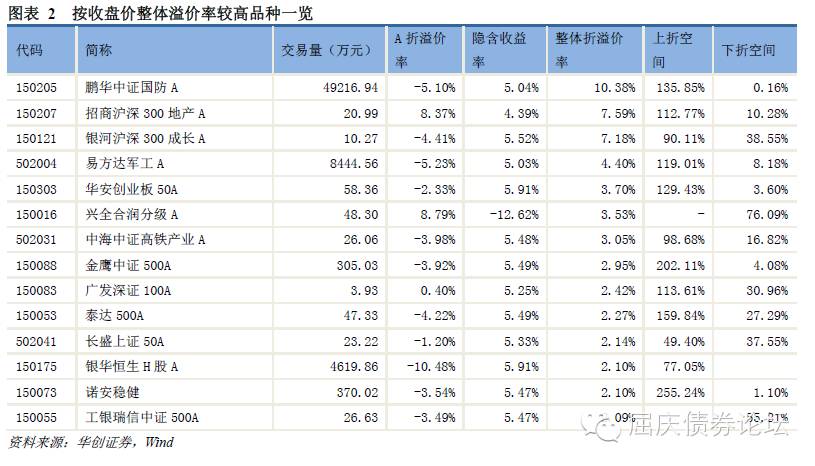 图表 2 按收盘价整体溢价率较高品种一览
代码 简称 交易量（万元） A 折溢价率 隐含收益率 整体折溢价率 上折空间 下折空间
150205 鹏华中证国防 A 49216.94 -5.10% 5.04% 10.38% 135.85% 0.16%
150207 招商沪深 300 地产 A 20.99 8.37% 4.39% 7.59% 112.77% 10.28%
150121 银河沪深 300 成长 A 10.27 -4.41% 5.52% 7.18% 90.11% 38.55%
502004 易方达军工 A 8444.56 -5.23% 5.03% 4.40% 119.01% 8.18%
150303 华安创业板 50A 58.36 -2.33% 5.91% 3.70% 129.43% 3.60%
150016 兴全合润分级 A 48.30 8.79% -12.62% 3.53% - 76.09%
502031 中海中证高铁产业 A 26.06 -3.98% 5.48% 3.05% 98.68% 16.82%
150088 金鹰中证 500A 305.03 -3.92% 5.49% 2.95% 202.11% 4.08%
150083 广发深证 100A 3.93 0.40% 5.25% 2.42% 113.61% 30.96%
150053 泰达 500A 47.33 -4.22% 5.49% 2.27% 159.84% 27.29%
502041 长盛上证 50A 23.22 -1.20% 5.33% 2.14% 49.40% 37.55%
150175 银华恒生 H 股 A 4619.86 -10.48% 5.91% 2.10% 77.05%
150073 诺安稳健 370.02 -3.54% 5.47% 2.10% 255.24% 1.10%
150055 工银瑞信中证 500A 26.63 -3.49% 5.47%
屈庆债券论坛
资料来源：华创证券，Wind